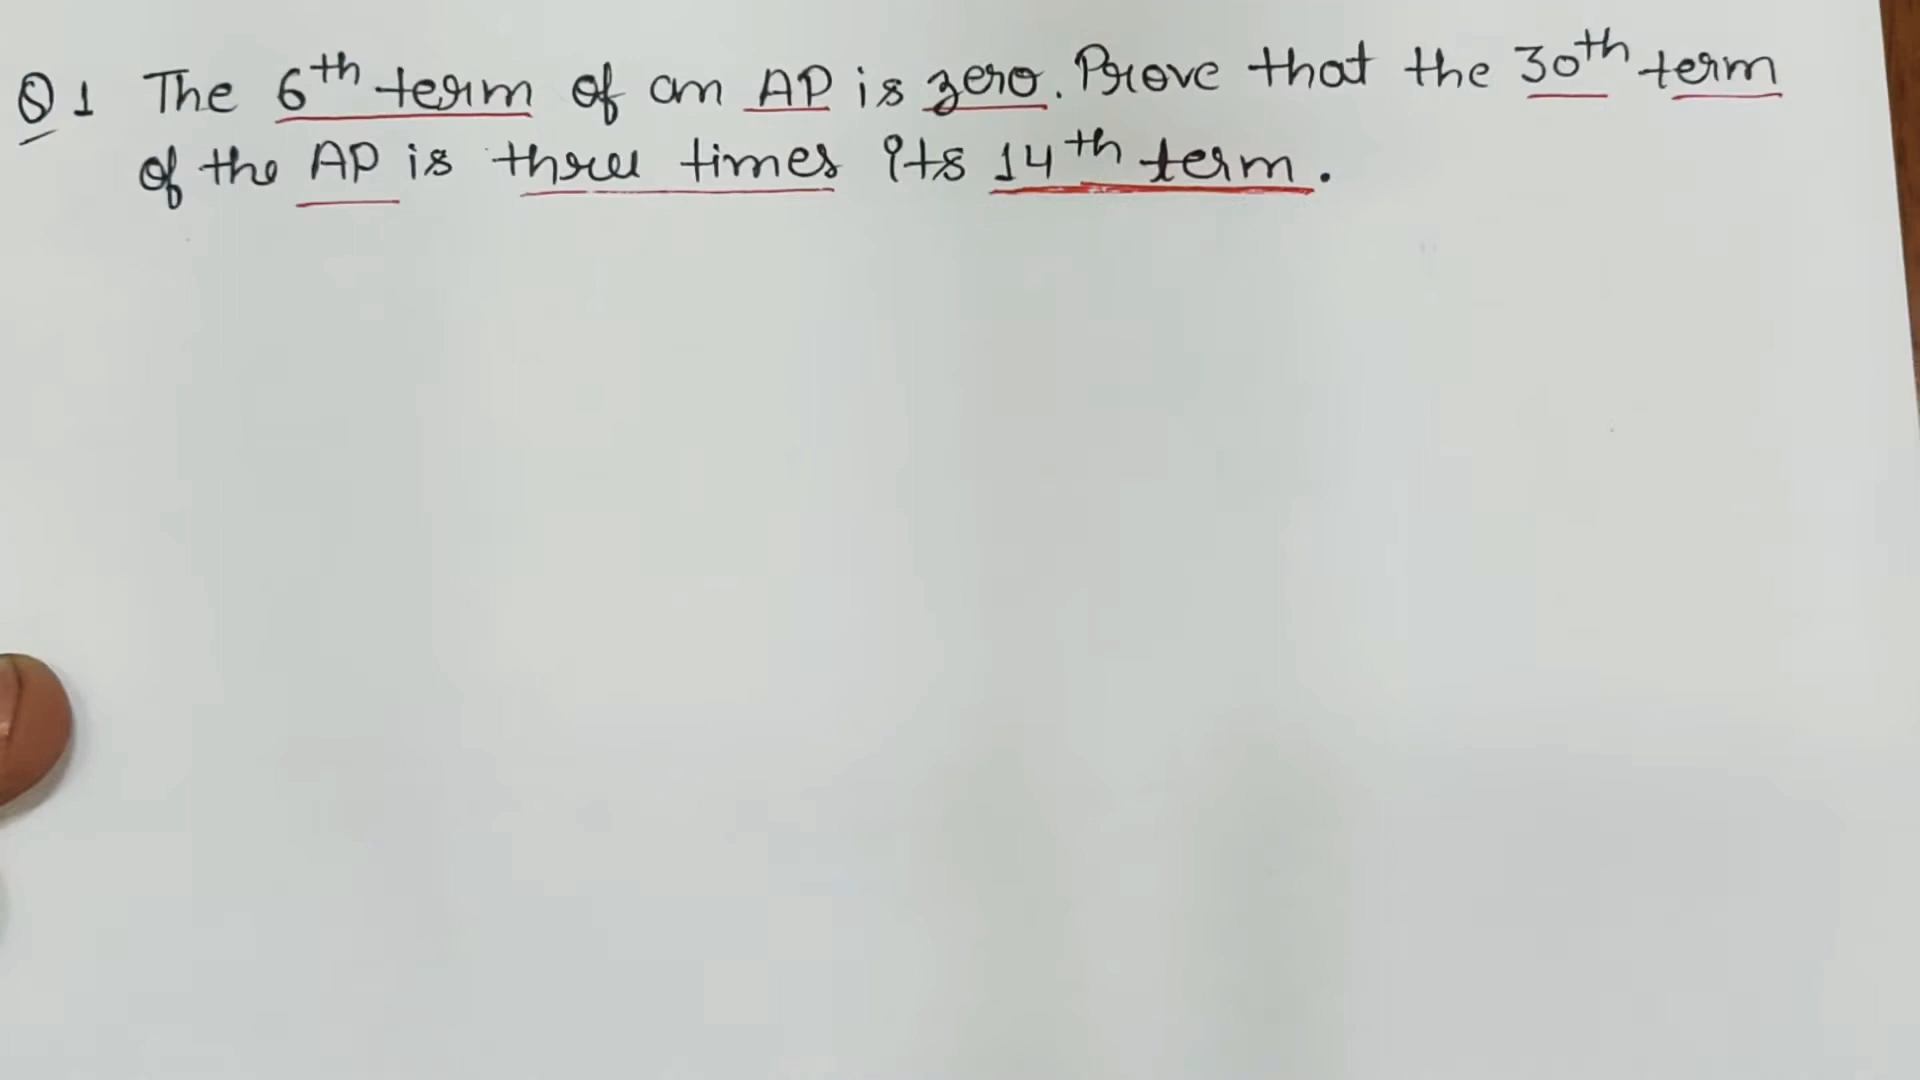 Q 1 The 6th term of an AP is zero. Prove that the 30th term
of the AP is three times its 14th term.